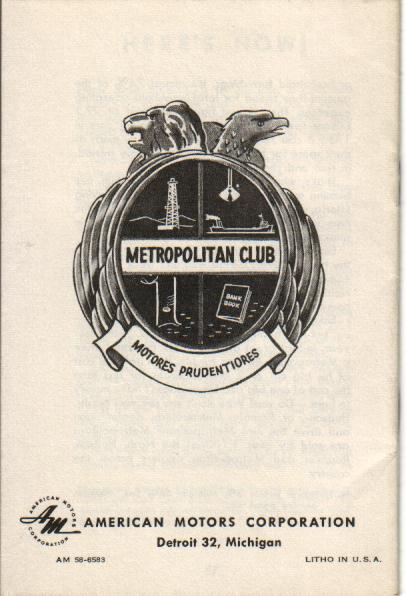 METROPOLITAN CLUB
BANK
BOOK
MOTORES PRUDENTIORES
AMERICAN MOTORS
AM
CORPORATION
AMERICAN MOTORS CORPORATION
Detroit 32, Michigan
AM 58-6583
LITHO IN U.S.A.